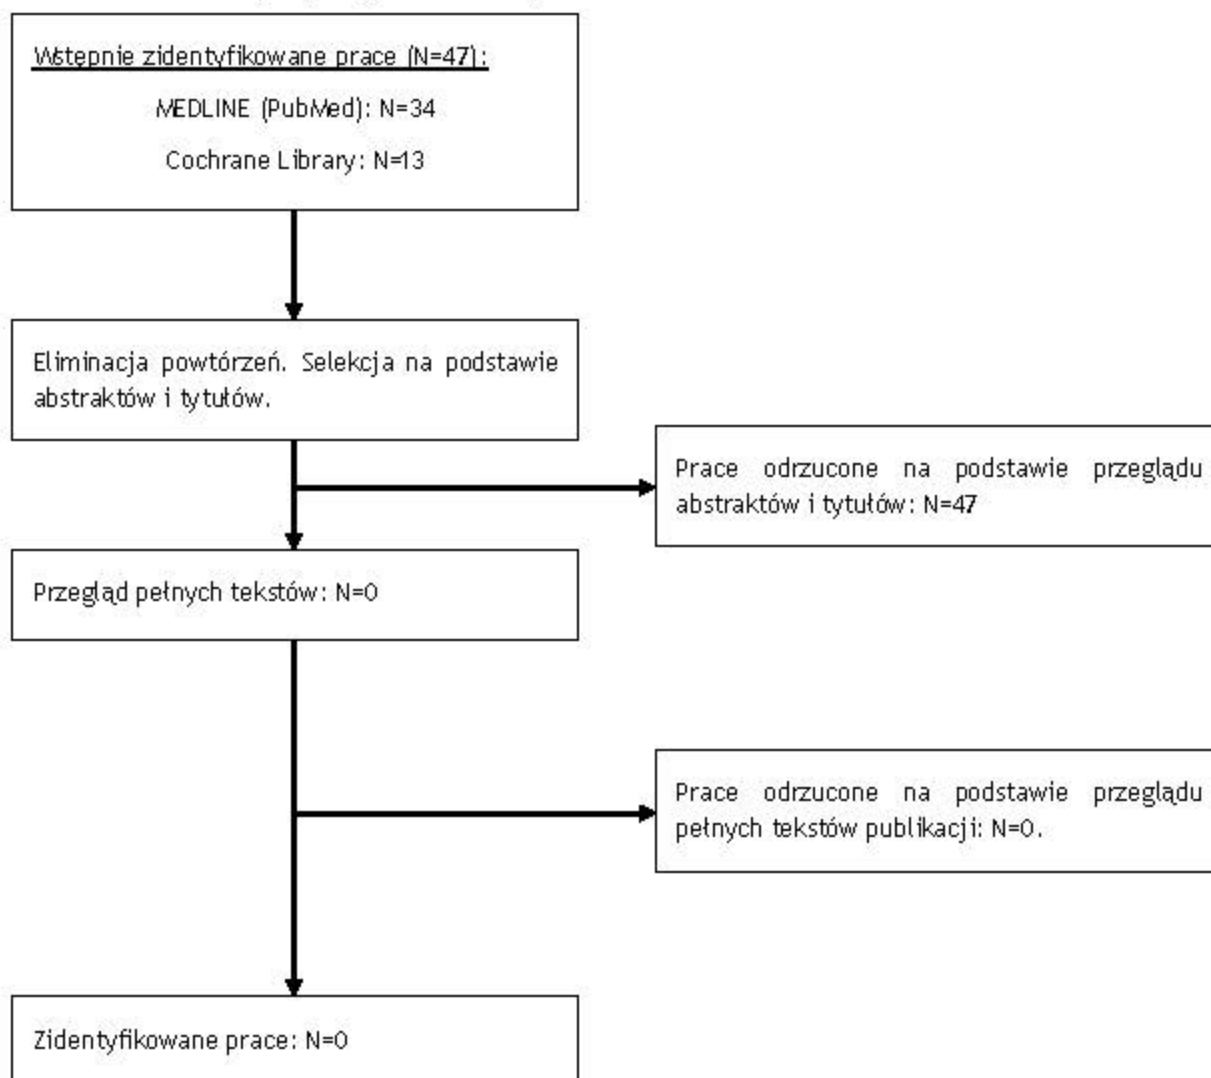 Wstępnie zidentyfikowane prace (N=47):
MEDLINE (PubMed): N=34
Cochrane Library: N=13
Eliminacja powtórzeń. Selekcja na podstawie
abstraktów i tytułów.
Prace odrzucone na podstawie przeglądu
abstraktów i tytułów: N=47
Przegląd pełnych tekstów: N=0
Prace odrzucone na podstawie przeglądu
pełnych tekstów publikacji: N=0.
Zidentyfikowane prace: N=0